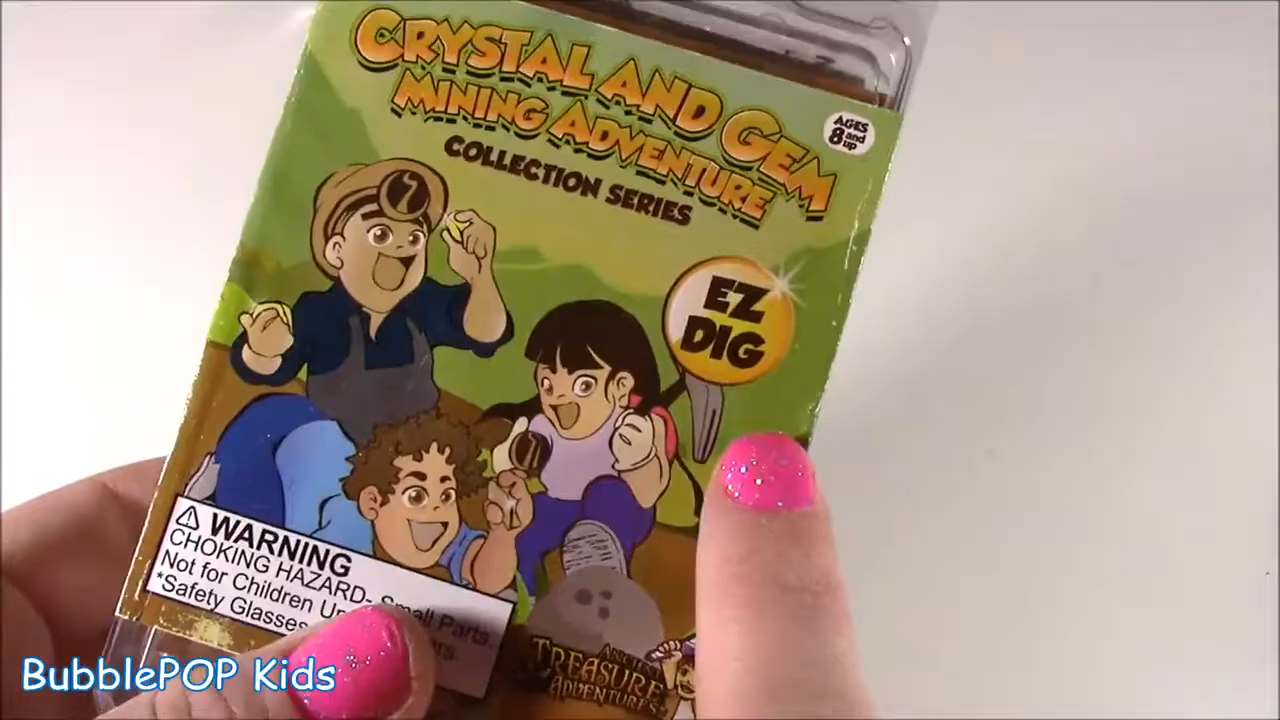 CRYSTAL AND GEM
MINING ADVENTURE
COLLECTION SERIES
AGES
8 and
up
EZ
DIG
WARNING
CHOKING HAZARD- Small Parts.
Not for Children
*Safety Glasses
ANCIENT
TREASURE
ADVENTURES
BubblePOP Kids